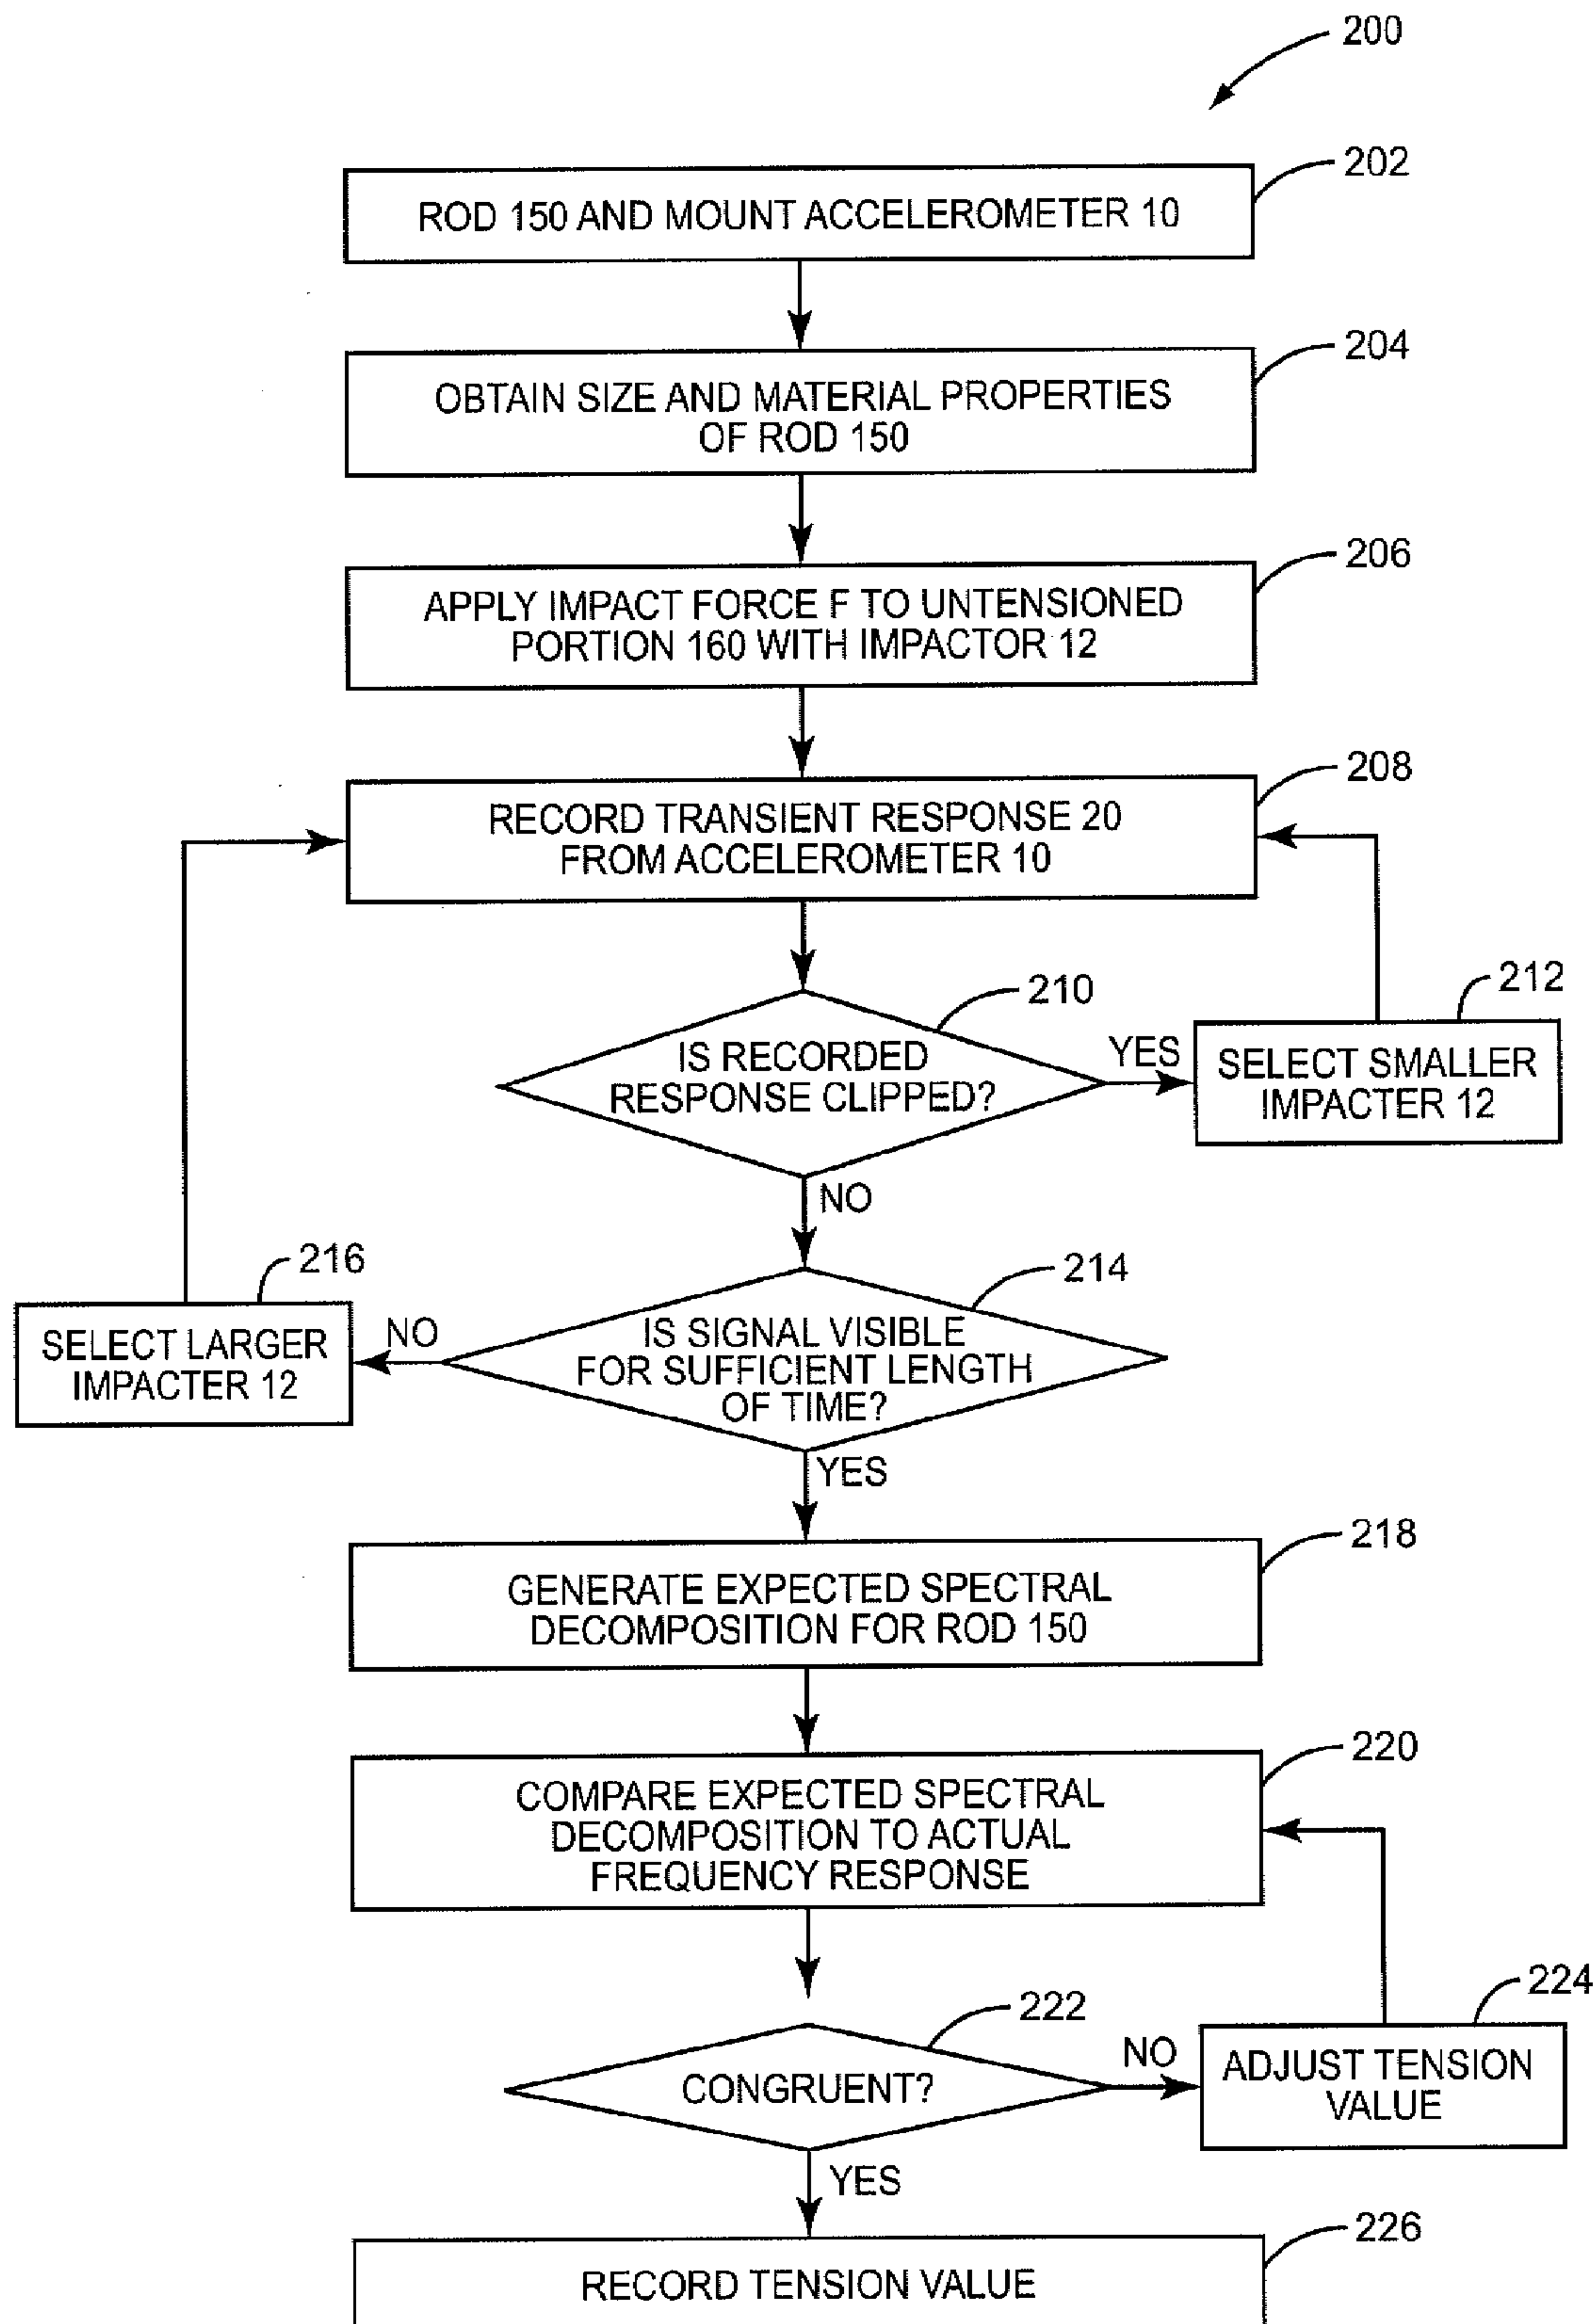 200
202
ROD 150 AND MOUNT ACCELEROMETER 10
204
OBTAIN SIZE AND MATERIAL PROPERTIES
OF ROD 150
206
APPLY IMPACT FORCE F TO UNTENSIONED
PORTION 160 WITH IMPACTOR 12
208
RECORD TRANSIENT RESPONSE 20
FROM ACCELEROMETER 10
210
IS RECORDED
RESPONSE CLIPPED?
YES
212
SELECT SMALLER
IMPACTER 12
NO
214
IS SIGNAL VISIBLE
FOR SUFFICIENT LENGTH
OF TIME?
NO
216
SELECT LARGER
IMPACTER 12
YES
218
GENERATE EXPECTED SPECTRAL
DECOMPOSITION FOR ROD 150
220
COMPARE EXPECTED SPECTRAL
DECOMPOSITION TO ACTUAL
FREQUENCY RESPONSE
222
CONGRUENT?
NO
224
ADJUST TENSION
VALUE
YES
226
RECORD TENSION VALUE